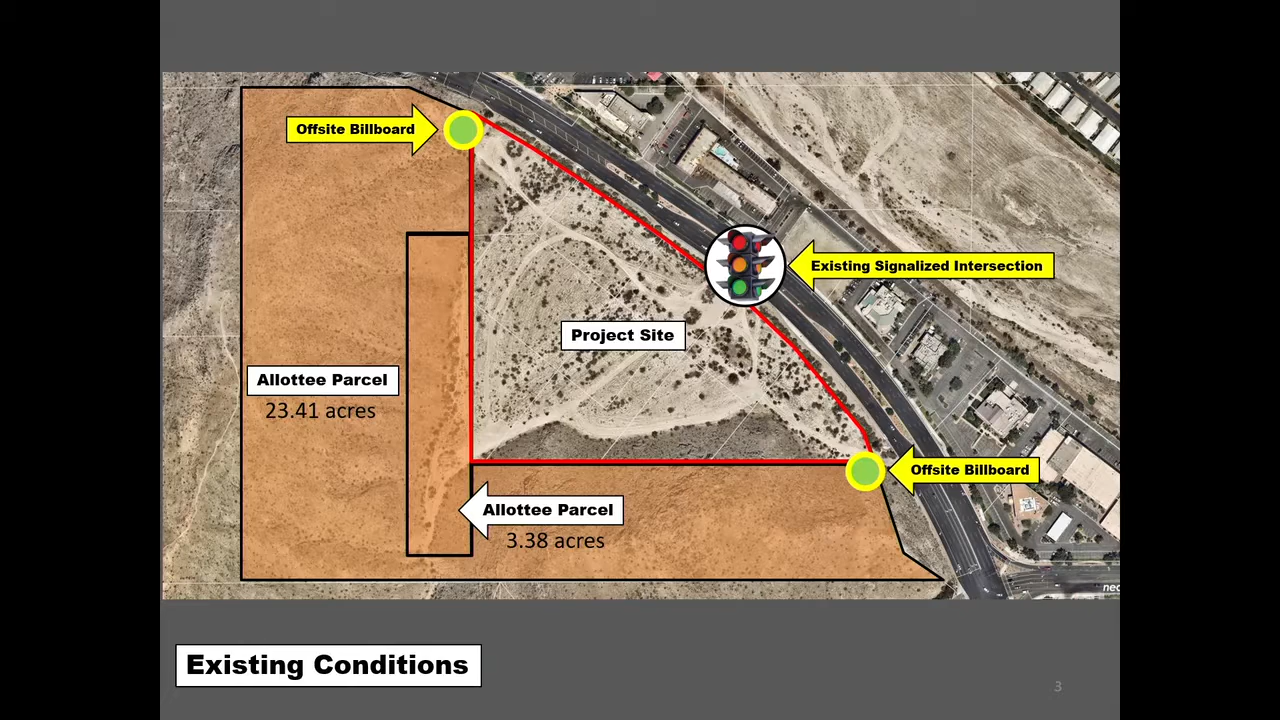 Offsite Billboard
Existing Signalized Intersection
Project Site
Allottee Parcel
23.41 acres
Offsite Billboard
Allottee Parcel
3.38 acres
Existing Conditions
3